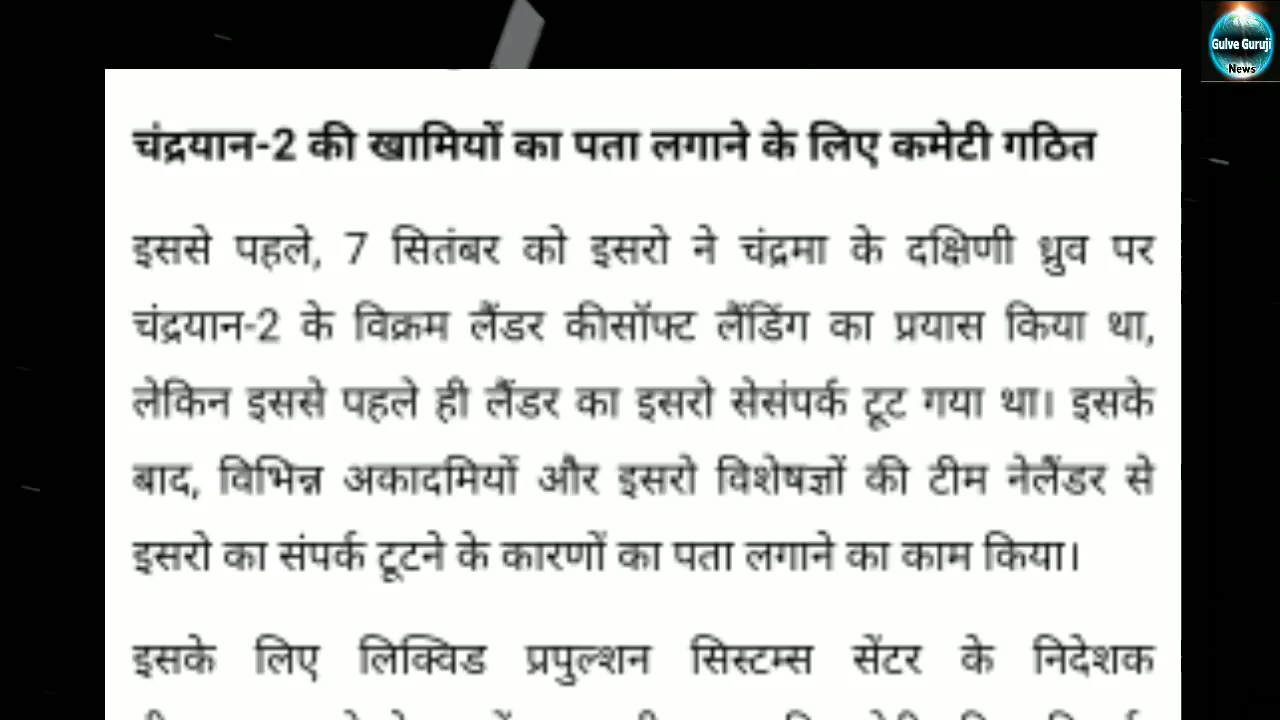 Gulve Guruji
News
चंद्रयान-2 की खामियों का पता लगाने के लिए कमेटी गठित
इससे पहले, 7 सितंबर को इसरो ने चंद्रमा के दक्षिणी ध्रुव पर
चंद्रयान-2 के विक्रम लैंडर कीसॉफ्ट लैंडिंग का प्रयास किया था,
लेकिन इससे पहले ही लैंडर का इसरो सेसंपर्क टूट गया था। इसके
बाद, विभिन्न अकादमियों और इसरो विशेषज्ञों की टीम नेलैंडर से
इसरो का संपर्क टूटने के कारणों का पता लगाने का काम किया।
इसके लिए लिक्विड प्रपुल्शन सिस्टम्स सेंटर के निदेशक